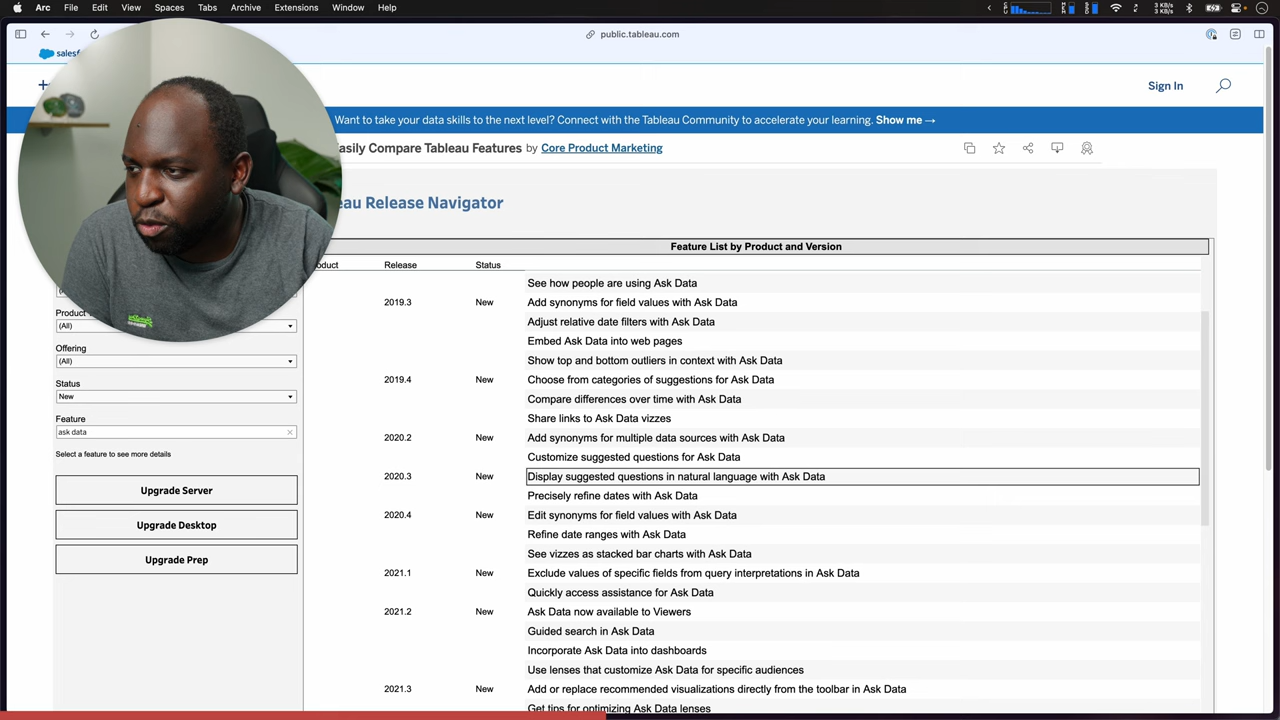 Arc File Edit View Spaces Tabs Archive Extensions Window Help
3 KB/s
3 KB/s
public.tableau.com
salesf
Sign In
Want to take your data skills to the next level? Connect with the Tableau Community to accelerate your learning. Show me →
asily Compare Tableau Features by Core Product Marketing
eau Release Navigator
Feature List by Product and Version
oduct Release Status
See how people are using Ask Data
2019.3 New Add synonyms for field values with Ask Data
Product
Adjust relative date filters with Ask Data
(All)
Embed Ask Data into web pages
Offering
(All)
Show top and bottom outliers in context with Ask Data
2019.4 New Choose from categories of suggestions for Ask Data
Status
New
Compare differences over time with Ask Data
Feature
Share links to Ask Data vizzes
ask data
2020.2 New Add synonyms for multiple data sources with Ask Data
Select a feature to see more details
Customize suggested questions for Ask Data
2020.3 New Display suggested questions in natural language with Ask Data
Upgrade Server
Precisely refine dates with Ask Data
2020.4 New Edit synonyms for field values with Ask Data
Upgrade Desktop
Refine date ranges with Ask Data
See vizzes as stacked bar charts with Ask Data
Upgrade Prep
2021.1 New Exclude values of specific fields from query interpretations in Ask Data
Quickly access assistance for Ask Data
2021.2 New Ask Data now available to Viewers
Guided search in Ask Data
Incorporate Ask Data into dashboards
Use lenses that customize Ask Data for specific audiences
2021.3 New Add or replace recommended visualizations directly from the toolbar in Ask Data
Get tips for optimizing Ask Data lenses